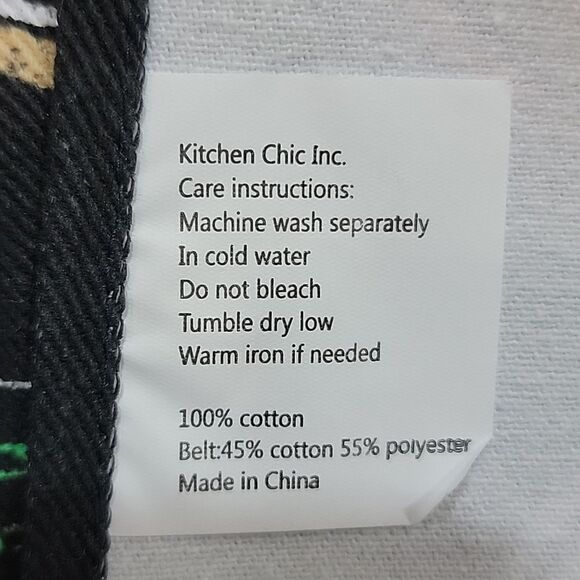 Kitchen Chic Inc.
Care instructions:
Machine wash separately
In cold water
Do not bleach
Tumble dry low
Warm iron if needed
100% cotton
Belt:45% cotton 55% polyester
Made in China